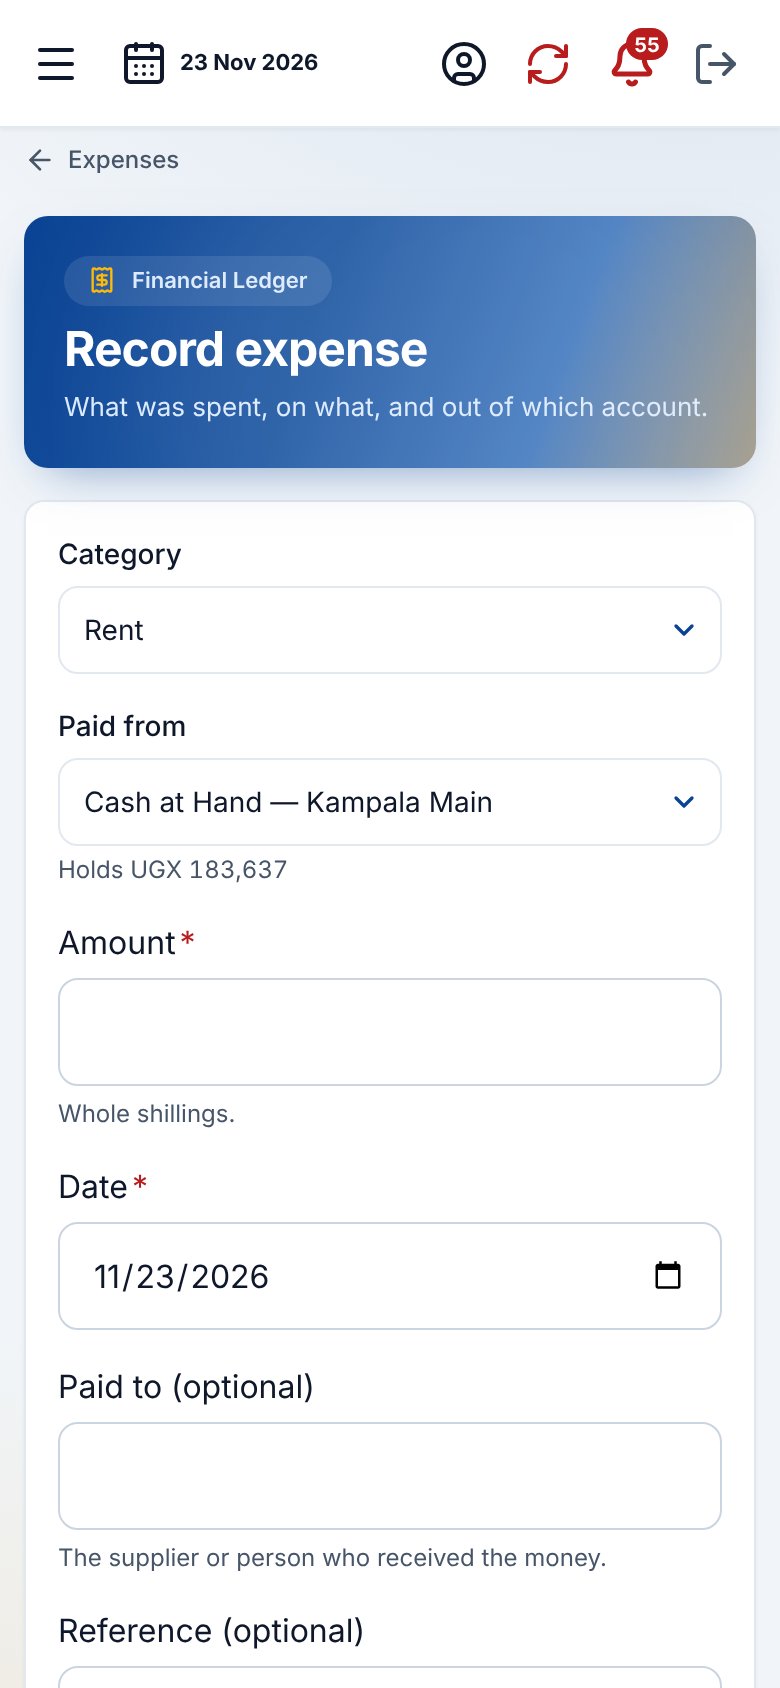 23 Nov 2026
55
Expenses
Financial Ledger
Record expense
What was spent, on what, and out of which account.
Category
Rent
Paid from
Cash at Hand — Kampala Main
Holds UGX 183,637
Amount*
Whole shillings.
Date*
11/23/2026
Paid to (optional)
The supplier or person who received the money.
Reference (optional)